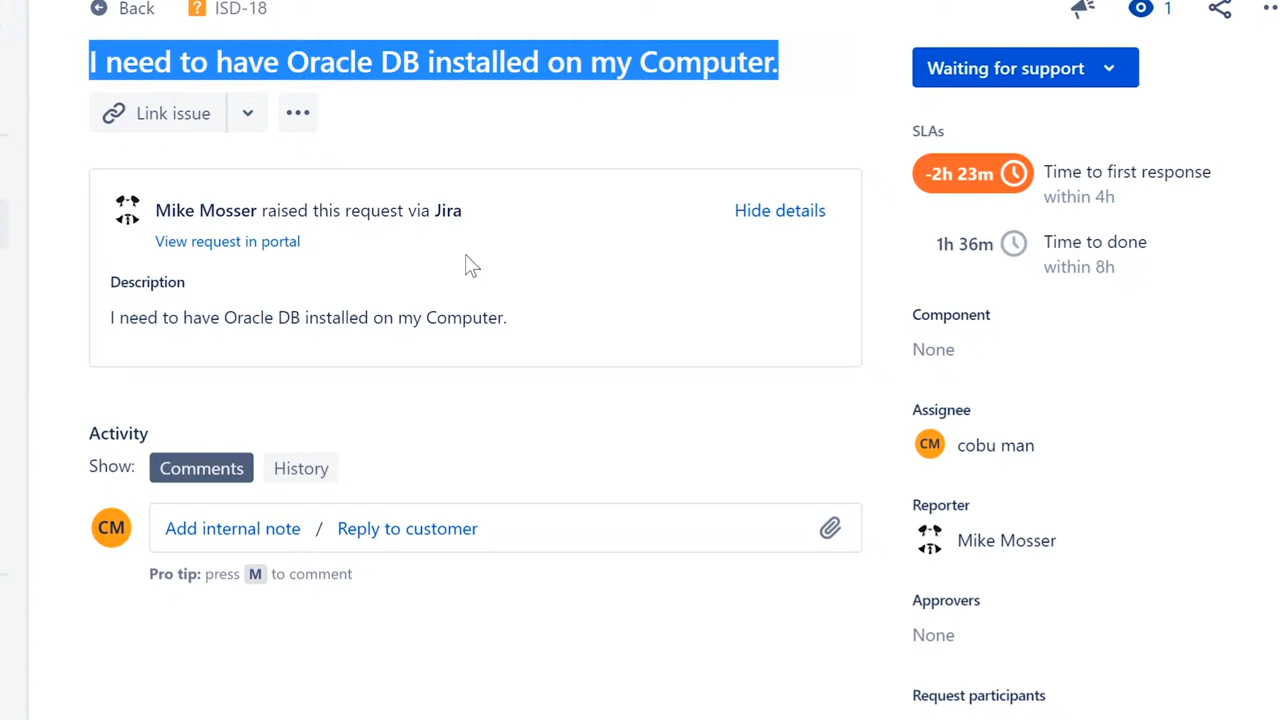 Back
ISD-18
1
I need to have Oracle DB installed on my Computer.
Link issue
Mike Mosser raised this request via Jira
Hide details
View request in portal
Description
I need to have Oracle DB installed on my Computer.
Activity
Show: Comments History
CM Add internal note / Reply to customer
Pro tip: press M to comment
Waiting for support
SLAs
-2h 23m Time to first response
within 4h
1h 36m Time to done
within 8h
Component
None
Assignee
CM cobu man
Reporter
Mike Mosser
Approvers
None
Request participants